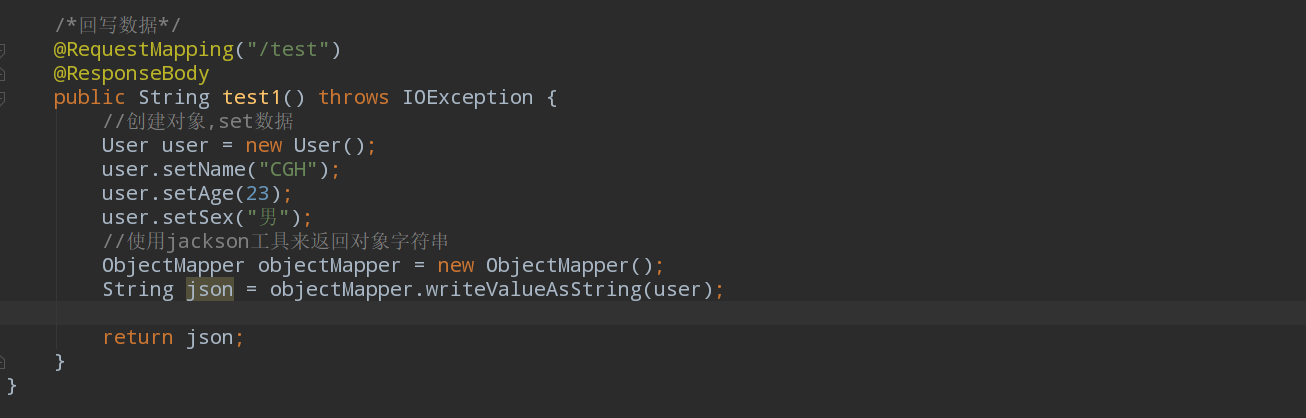 /*回写数据*/
@RequestMapping("/test")
@ResponseBody
public String test1() throws IOException {
//创建对象,set数据
User user = new User();
user.setName("CGH");
user.setAge(23);
user.setSex("男");
//使用jackson工具来返回对象字符串
ObjectMapper objectMapper = new ObjectMapper();
String json = objectMapper.writeValueAsString(user);
return json;
}
}